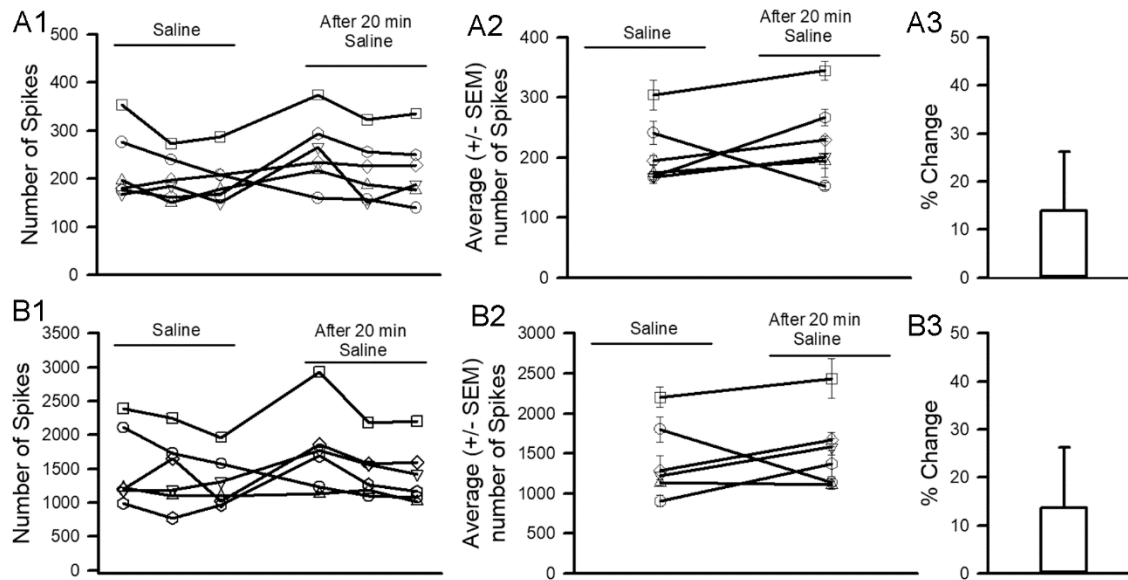 A1
Saline
After 20 min
Saline
Number of Spikes
500
400
300
200
100
0
A2
Saline
After 20 min
Saline
Average (+/- SEM)
number of Spikes
400
300
200
100
0
A3
% Change
50
40
30
20
10
0
B1
Saline
After 20 min
Saline
Number of Spikes
3500
3000
2500
2000
1500
1000
500
0
B2
Saline
After 20 min
Saline
Average (+/- SEM)
number of Spikes
3000
2500
2000
1500
1000
500
0
B3
% Change
50
40
30
20
10
0